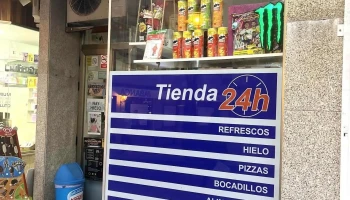 Tienda 24h
REFRESCOS
HIELO
PIZZAS
BOCADILLOS